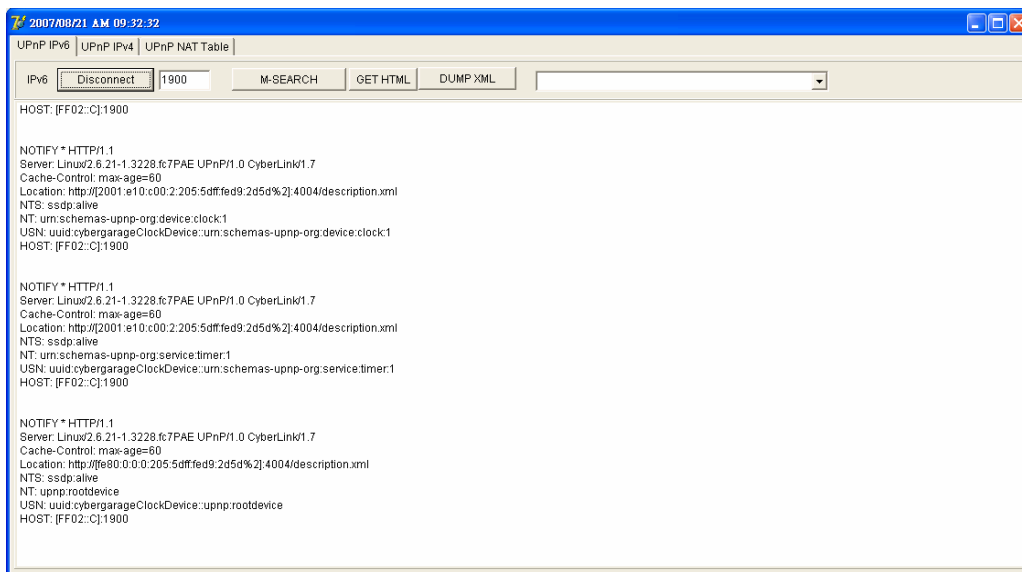 2007/08/21 AM 09:32:32
UPnP IPv6 UPnP IPv4 UPnP NAT Table
IPv6 Disconnect 1900 M-SEARCH GET HTML DUMP XML
HOST: [FF02::C]:1900
NOTIFY * HTTP/1.1
Server: Linux/2.6.21-1.3228.fc7PAE UPnP/1.0 CyberLink/1.7
Cache-Control: max-age=60
Location: http://[2001:e10:c00:2:205:5dff:fed9:2d5d%2]:4004/description.xml
NTS: ssdp:alive
NT: urn:schemas-upnp-org:device:clock:1
USN: uuid:cybergarageClockDevice::urn:schemas-upnp-org:device:clock:1
HOST: [FF02::C]:1900
NOTIFY * HTTP/1.1
Server: Linux/2.6.21-1.3228.fc7PAE UPnP/1.0 CyberLink/1.7
Cache-Control: max-age=60
Location: http://[2001:e10:c00:2:205:5dff:fed9:2d5d%2]:4004/description.xml
NTS: ssdp:alive
NT: urn:schemas-upnp-org:service:timer:1
USN: uuid:cybergarageClockDevice::urn:schemas-upnp-org:service:timer:1
HOST: [FF02::C]:1900
NOTIFY * HTTP/1.1
Server: Linux/2.6.21-1.3228.fc7PAE UPnP/1.0 CyberLink/1.7
Cache-Control: max-age=60
Location: http://[fe80:0:0:0:205:5dff:fed9:2d5d%2]:4004/description.xml
NTS: ssdp:alive
NT: upnp:rootdevice
USN: uuid:cybergarageClockDevice::upnp:rootdevice
HOST: [FF02::C]:1900